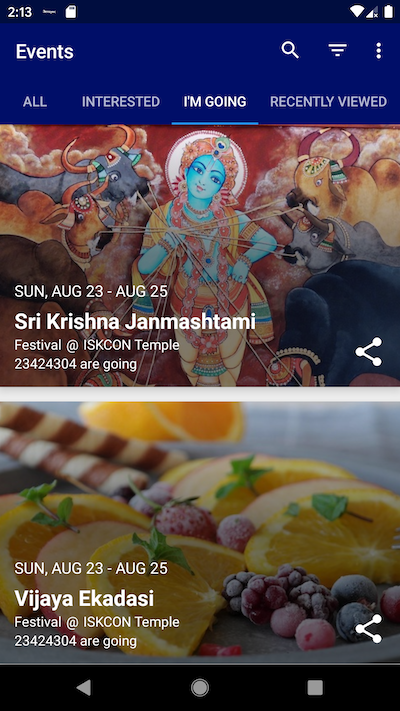 2:13
Events
ALL INTERESTED I'M GOING RECENTLY VIEWED
SUN, AUG 23 - AUG 25
Sri Krishna Janmashtami
Festival @ ISKCON Temple
23424304 are going
SUN, AUG 23 - AUG 25
Vijaya Ekadasi
Festival @ ISKCON Temple
23424304 are going